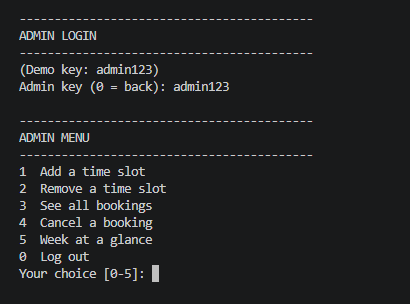 ------------------------------------------
ADMIN LOGIN
------------------------------------------
(Demo key: admin123)
Admin key (0 = back): admin123

------------------------------------------
ADMIN MENU
------------------------------------------
1  Add a time slot
2  Remove a time slot
3  See all bookings
4  Cancel a booking
5  Week at a glance
0  Log out
Your choice [0-5]: